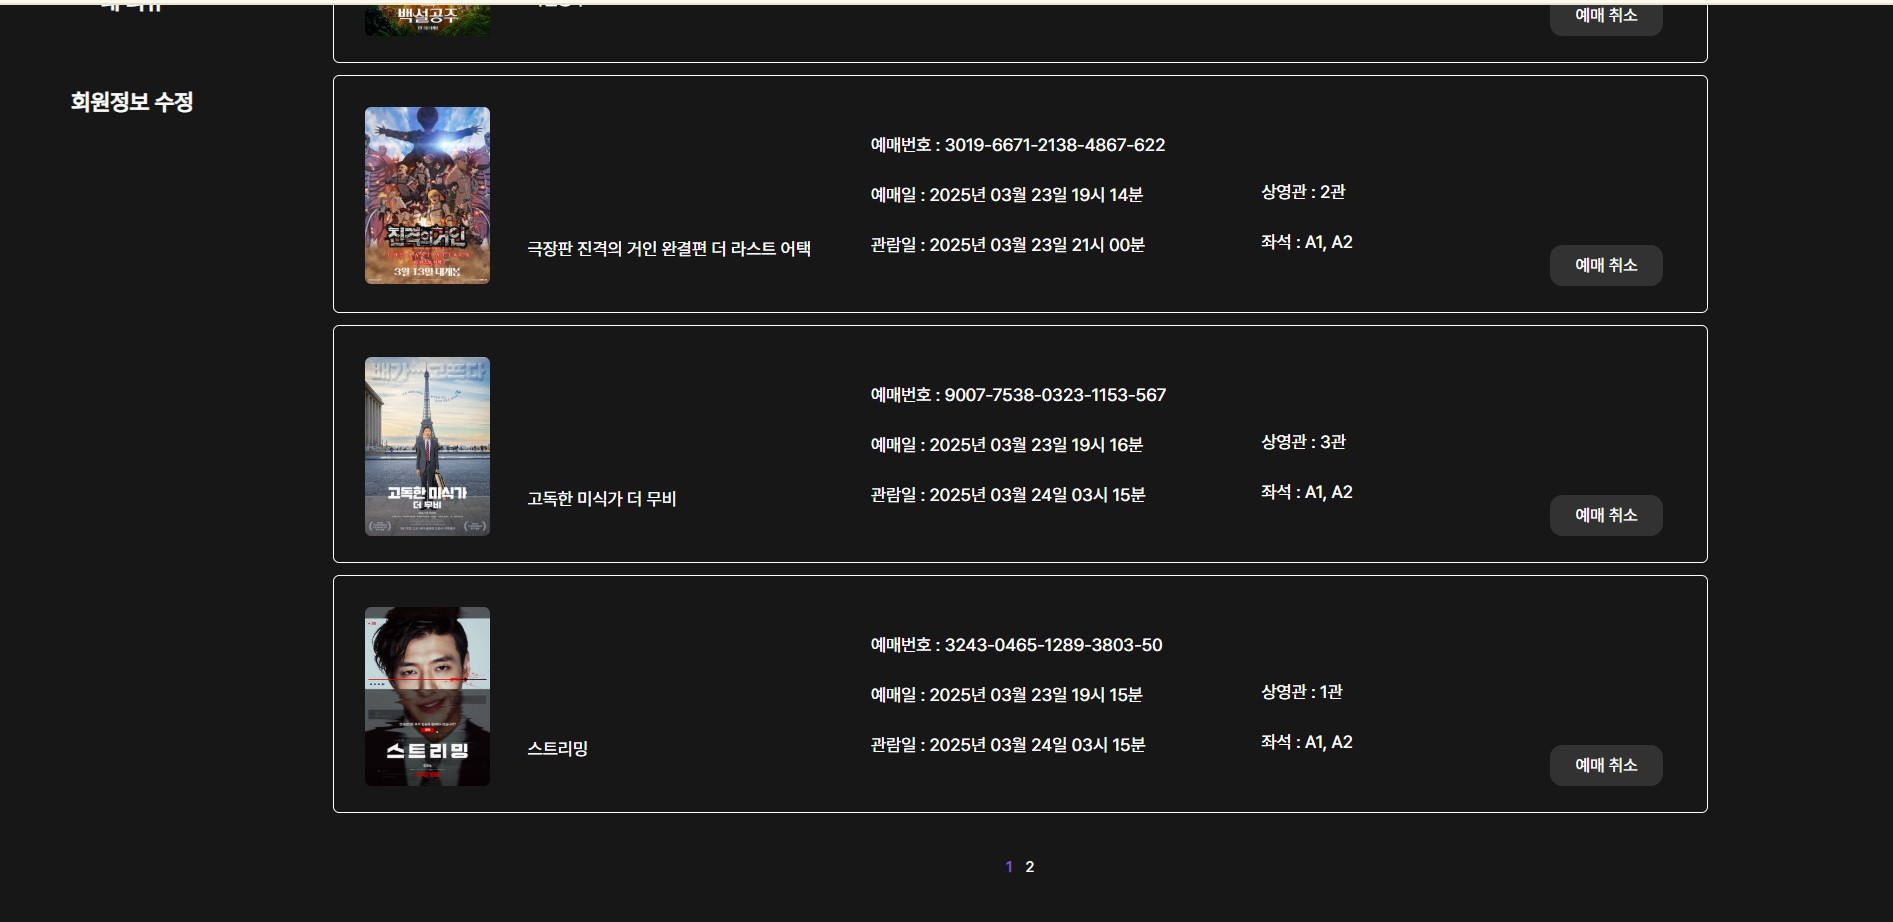 백설공주
예매 취소
회원정보 수정
진격의 거인
THE LAST ATTACK
3월 13일 대개봉
극장판 진격의 거인 완결편 더 라스트 어택
예매번호 : 3019-6671-2138-4867-622
예매일 : 2025년 03월 23일 19시 14분
관람일 : 2025년 03월 23일 21시 00분
상영관 : 2관
좌석 : A1, A2
예매 취소
배가… 고프다
고독한 미식가
더 무비
고독한 미식가 더 무비
예매번호 : 9007-7538-0323-1153-567
예매일 : 2025년 03월 23일 19시 16분
관람일 : 2025년 03월 24일 03시 15분
상영관 : 3관
좌석 : A1, A2
예매 취소
스트리밍
스트리밍
예매번호 : 3243-0465-1289-3803-50
예매일 : 2025년 03월 23일 19시 15분
관람일 : 2025년 03월 24일 03시 15분
상영관 : 1관
좌석 : A1, A2
예매 취소
1 2